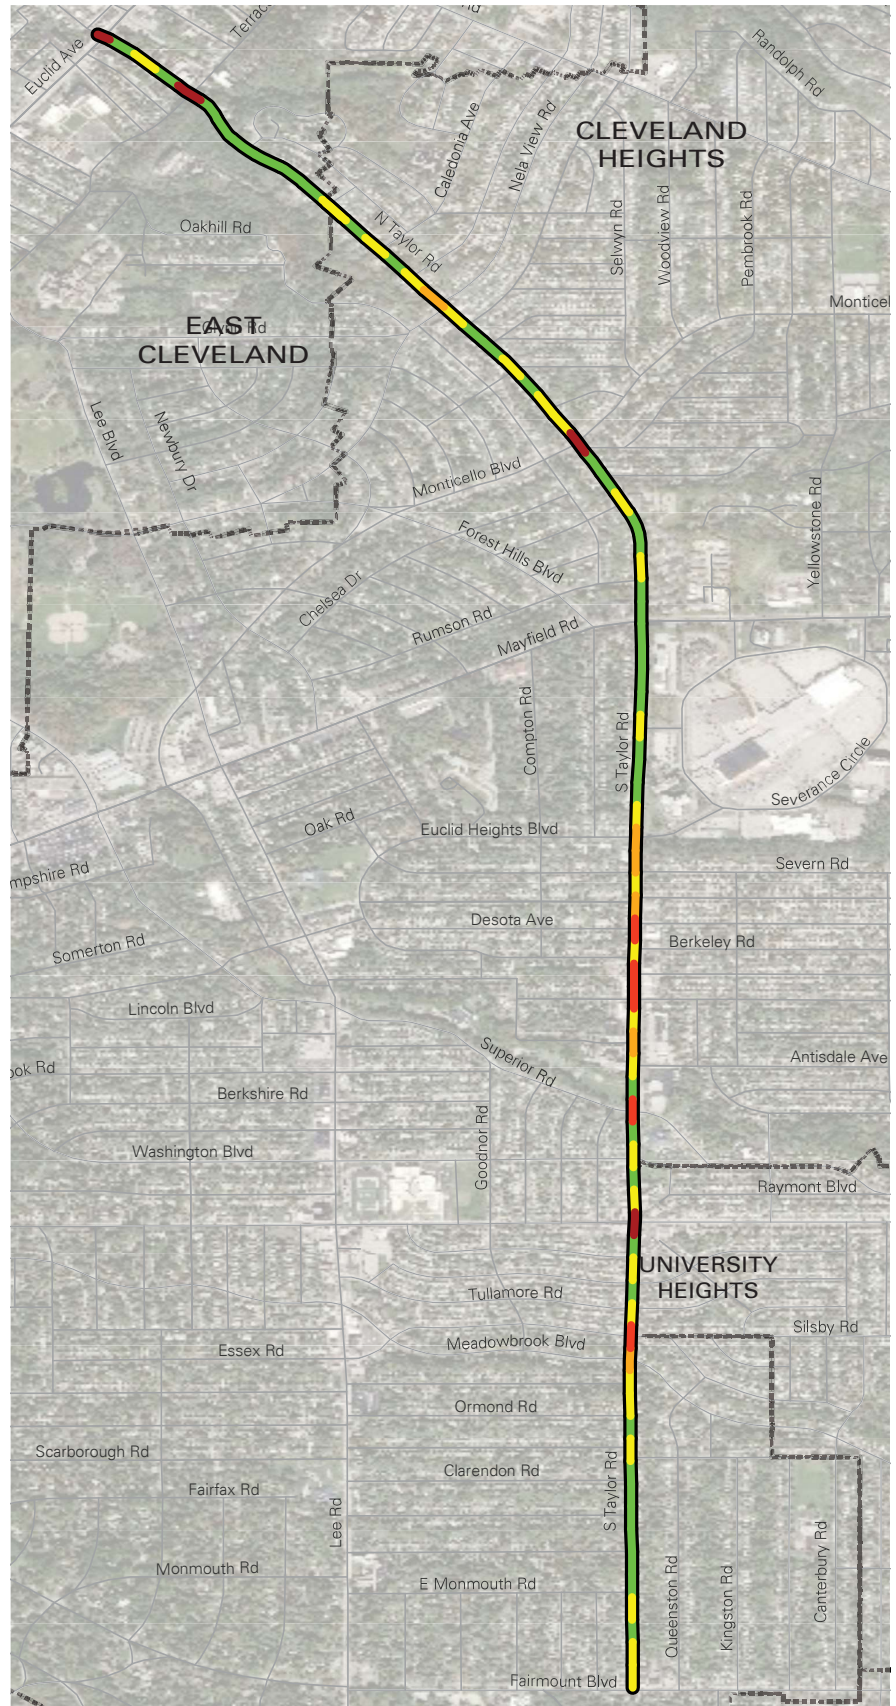 Euclid Ave
Randolph Rd
CLEVELAND
HEIGHTS
Caledonia Ave
Nela View Rd
Selwyn Rd
Woodview Rd
Pembrook Rd
Oakhill Rd
N Taylor Rd
EAST
CLEVELAND
Lee Blvd
Newbury Dr
Monticello Blvd
Forest Hills Blvd
Yellowstone Rd
Chelsea Dr
Rumson Rd
Mayfield Rd
Compton Rd
S Taylor Rd
Severance Circle
Oak Rd
Euclid Heights Blvd
Severn Rd
mpshire Rd
Desota Ave
Berkeley Rd
Somerton Rd
Lincoln Blvd
Superior Rd
Antisdale Ave
ook Rd
Berkshire Rd
Goodnor Rd
Washington Blvd
Raymont Blvd
UNIVERSITY
HEIGHTS
Tullamore Rd
Silsby Rd
Essex Rd
Meadowbrook Blvd
Ormond Rd
Scarborough Rd
Clarendon Rd
S Taylor Rd
Fairfax Rd
Lee Rd
Monmouth Rd
E Monmouth Rd
Queenston Rd
Kingston Rd
Canterbury Rd
Fairmount Blvd